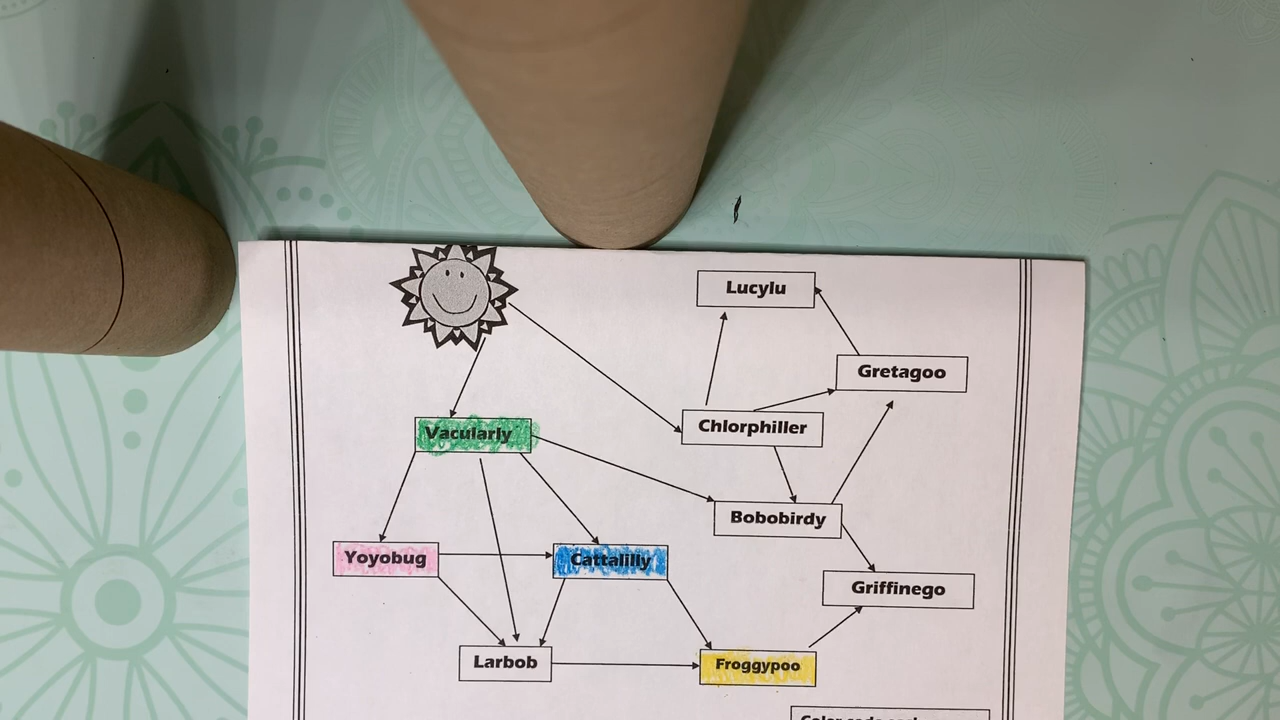 Lucylu
Gretagoo
Vacularly
Chlorphiller
Bobobirdy
Yoyobug
Cattalilly
Griffinego
Larbob
Froggypoo